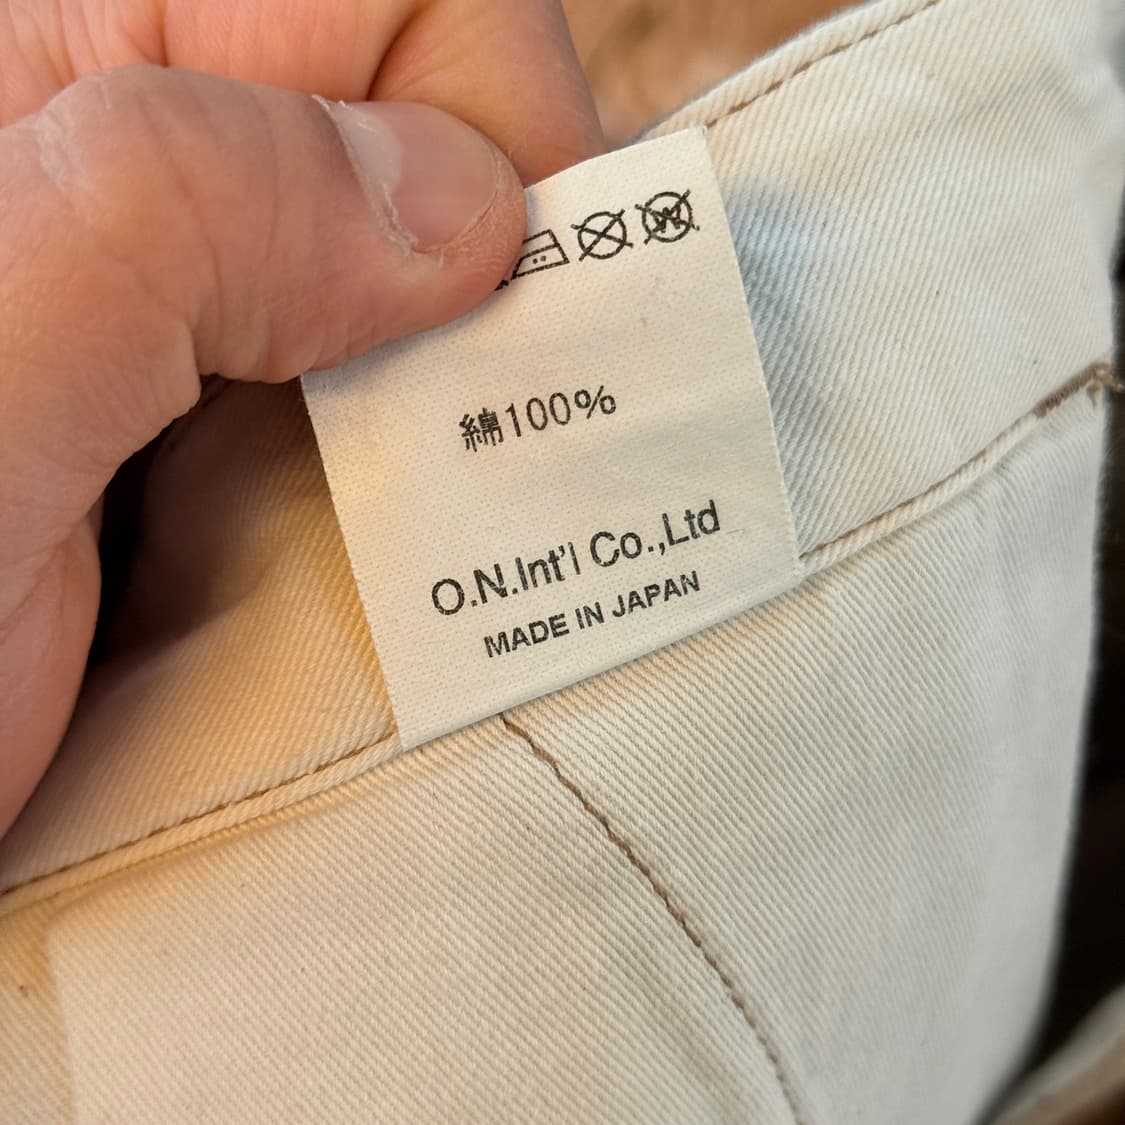 W
綿100%
O.N.Int'l Co.,Ltd
MADE IN JAPAN